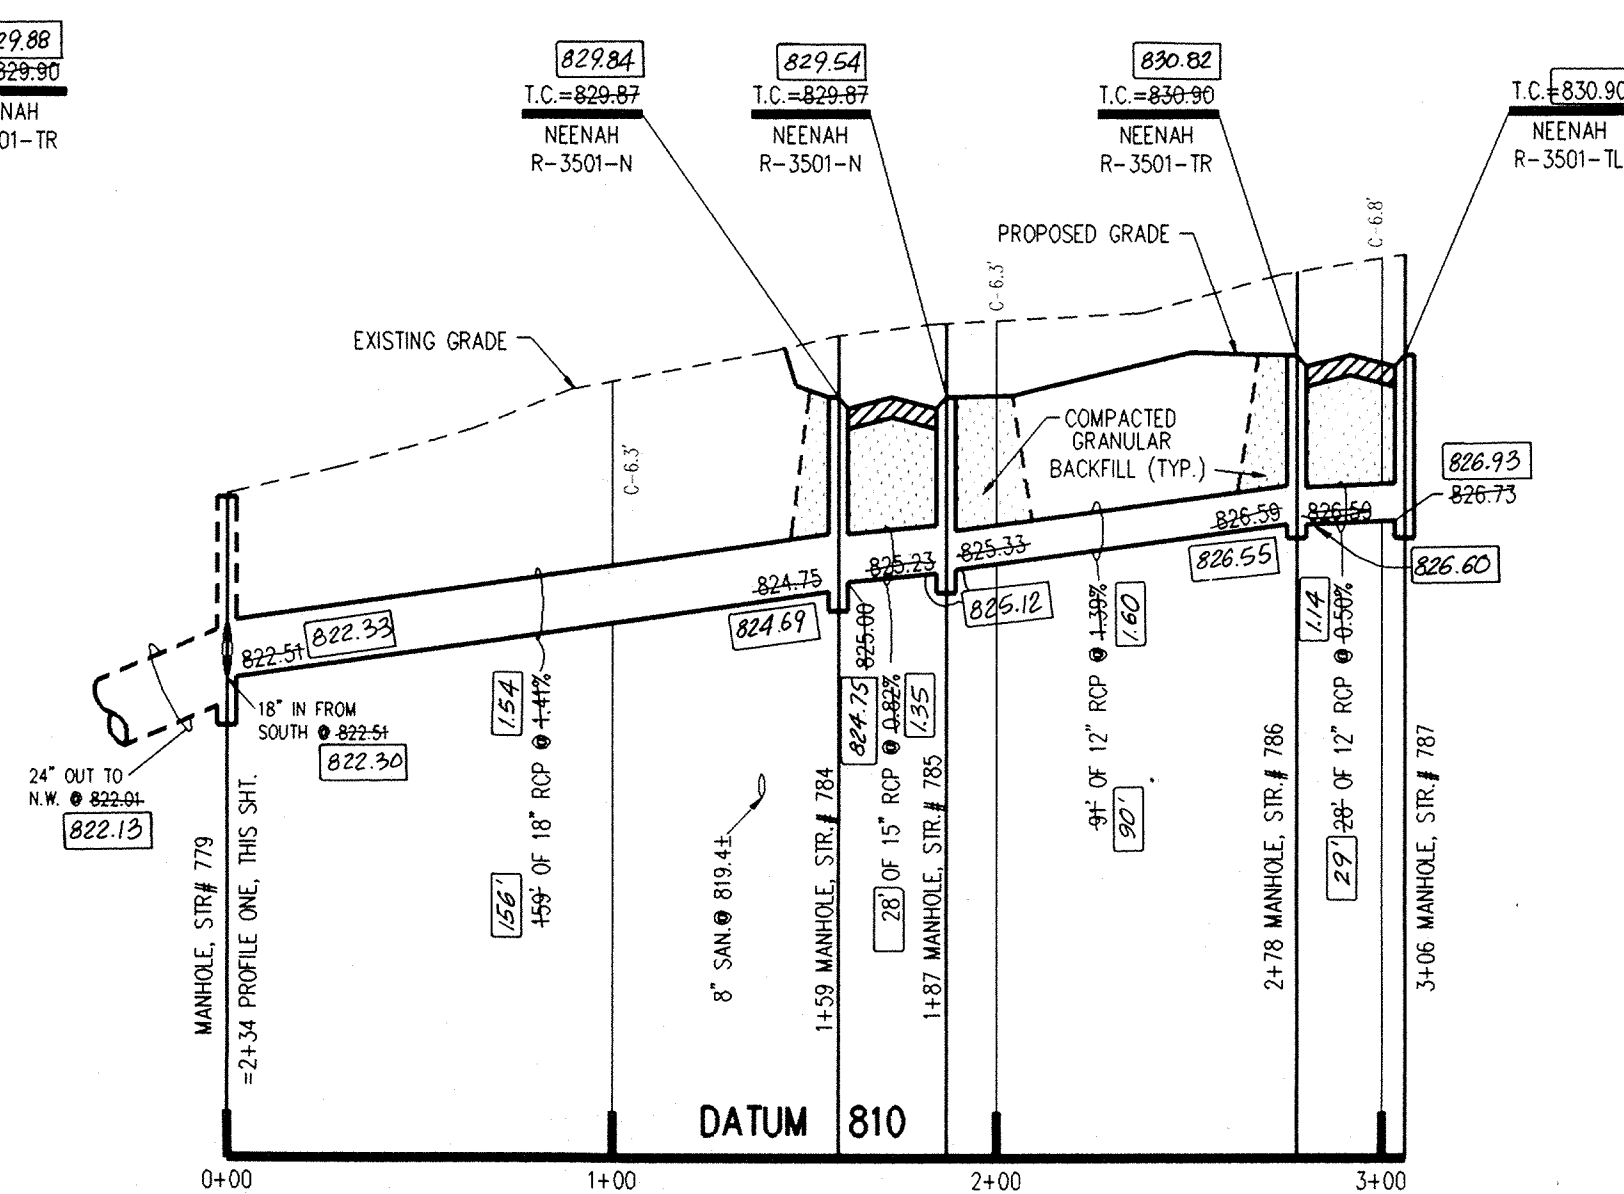 29.88
829.90
NAH
01-TR
829.84
T.C.=829.87
NEENAH
R-3501-N
829.54
T.C.=829.87
NEENAH
R-3501-N
830.82
T.C.=830.90
NEENAH
R-3501-TR
T.C.=830.90
NEENAH
R-3501-TL
PROPOSED GRADE
C-6.8'
C-6.3'
EXISTING GRADE
C-6.3'
COMPACTED
GRANULAR
BACKFILL (TYP.)
826.93
826.73
826.59
826.59
826.55
826.60
825.23
825.33
825.12
824.75
824.69
825.00
824.75
822.51
822.33
18" IN FROM
SOUTH @ 822.51
822.30
24" OUT TO
N.W. @ 822.01
822.13
MANHOLE, STR# 779
=2+34 PROFILE ONE, THIS SHT.
1.54
156'
159' OF 18" RCP @ 1.41%
8" SAN.@ 819.4±
1+59 MANHOLE, STR.# 784
28' OF 15" RCP @ 0.82%
1.35
1+87 MANHOLE, STR.# 785
91' OF 12" RCP @ 1.39%
1.60
90'
2+78 MANHOLE, STR.# 786
1.14
29'
28' OF 12" RCP @ 0.50%
3+06 MANHOLE, STR.# 787
DATUM 810
0+00
1+00
2+00
3+00